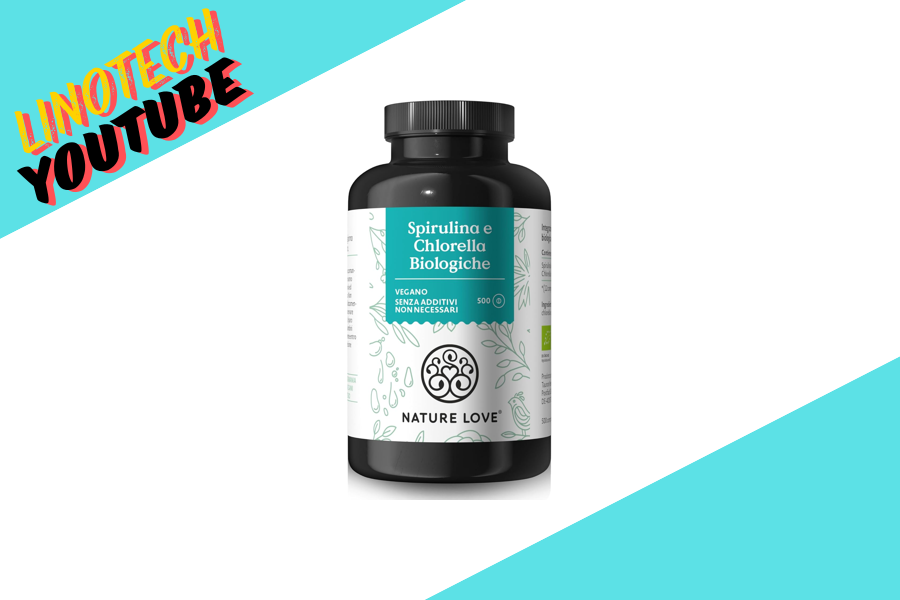 LINOTECH
YOUTUBE
Spirulina e
Chlorella
Biologiche
VEGANO
SENZA ADDITIVI
NON NECESSARI
500
NATURE LOVE®